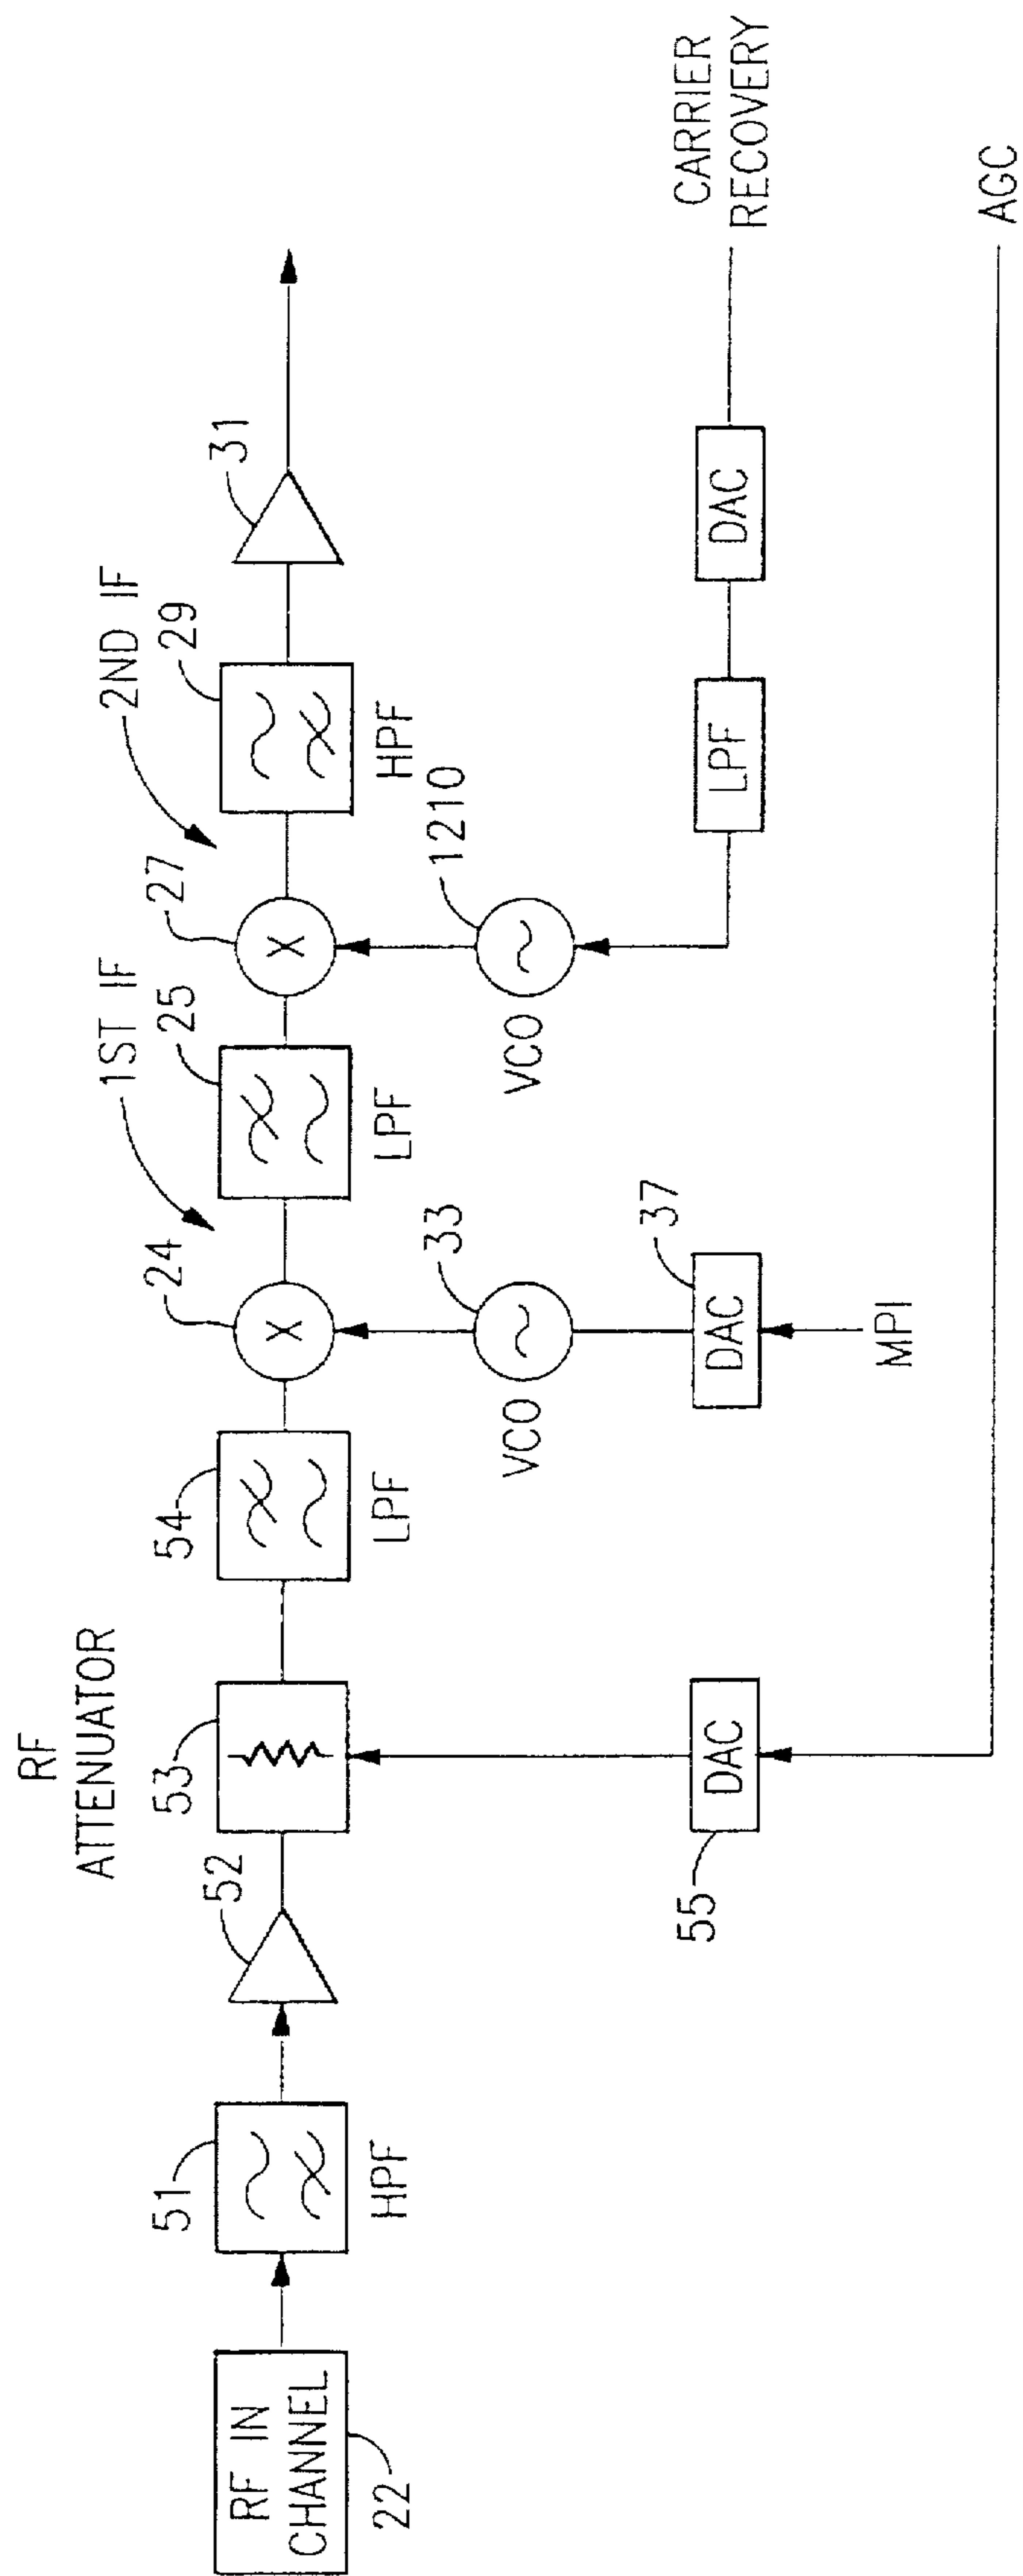 RF
ATTENUATOR
1ST IF
2ND IF
RF IN
CHANNEL
22
51
HPF
52
53
54
LPF
24
25
LPF
27
29
HPF
31
VCO
33
VCO
1210
55
DAC
DAC
37
MPI
LPF
DAC
CARRIER
RECOVERY
AGC